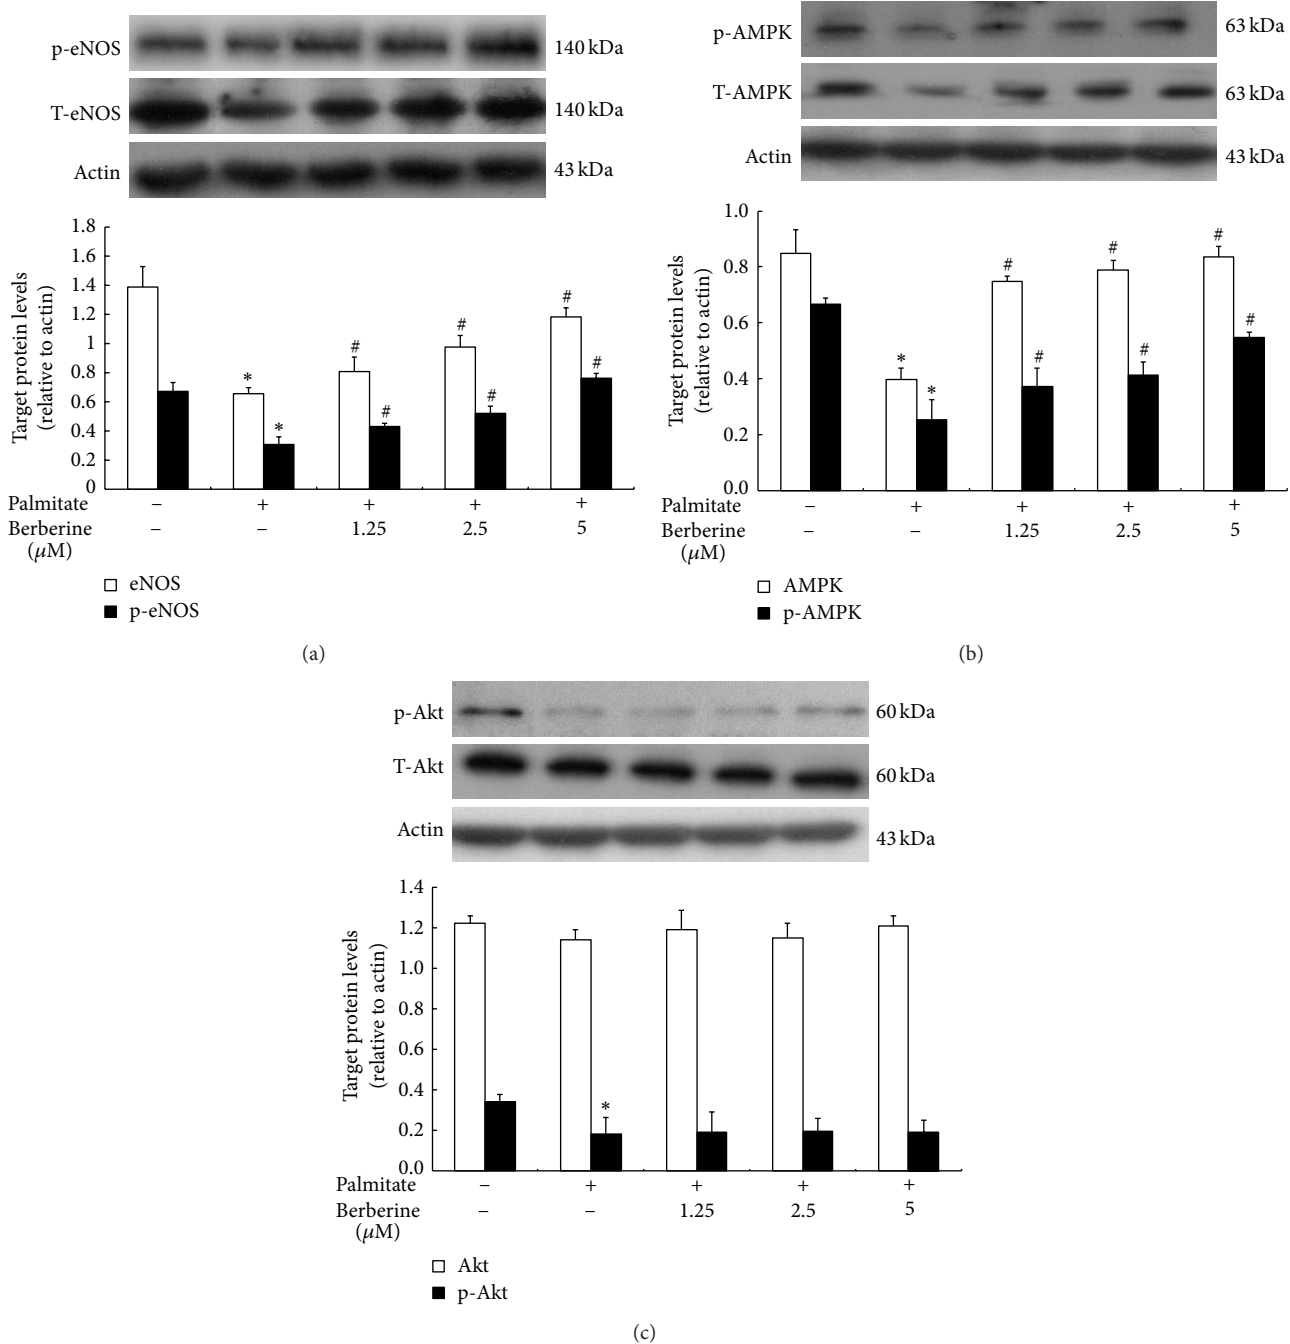 p-eNOS 140 kDa
T-eNOS 140 kDa
Actin 43 kDa
Target protein levels
(relative to actin)
1.8
1.6
1.4
1.2
1
0.8
0.6
0.4
0.2
0
* * # # # # # #
Palmitate − + + + +
Berberine − − 1.25 2.5 5
(μM)
eNOS
p-eNOS
(a)
p-AMPK 63 kDa
T-AMPK 63 kDa
Actin 43 kDa
Target protein levels
(relative to actin)
1.0
0.8
0.6
0.4
0.2
0.0
* * # # # # # #
Palmitate − + + + +
Berberine − − 1.25 2.5 5
(μM)
AMPK
p-AMPK
(b)
p-Akt 60 kDa
T-Akt 60 kDa
Actin 43 kDa
Target protein levels
(relative to actin)
1.4
1.2
1.0
0.8
0.6
0.4
0.2
0.0
*
Palmitate − + + + +
Berberine − − 1.25 2.5 5
(μM)
Akt
p-Akt
(c)